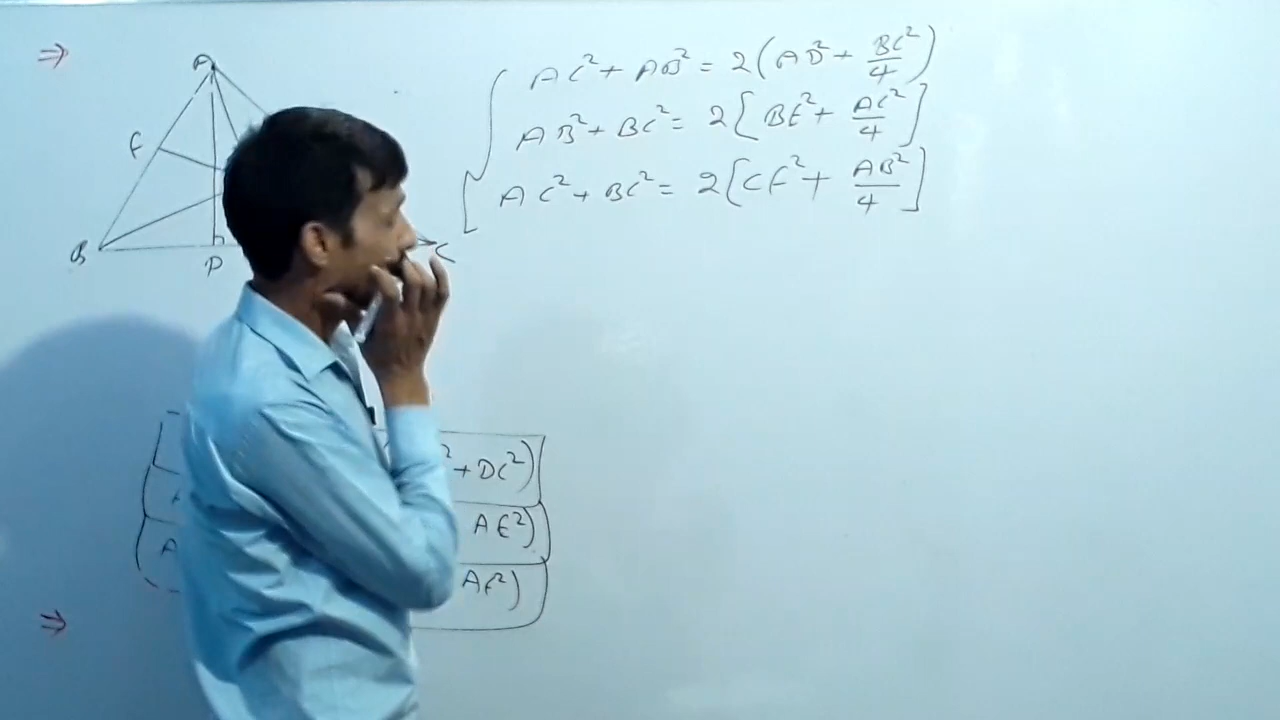 ⇒
A
F
B
D
C
AC² + AB² = 2(AD² + BC²/4)
AB² + BC² = 2[BE² + AC²/4]
AC² + BC² = 2[CF² + AB²/4]
² + DC²)
AE²)
A
AF²)
⇒